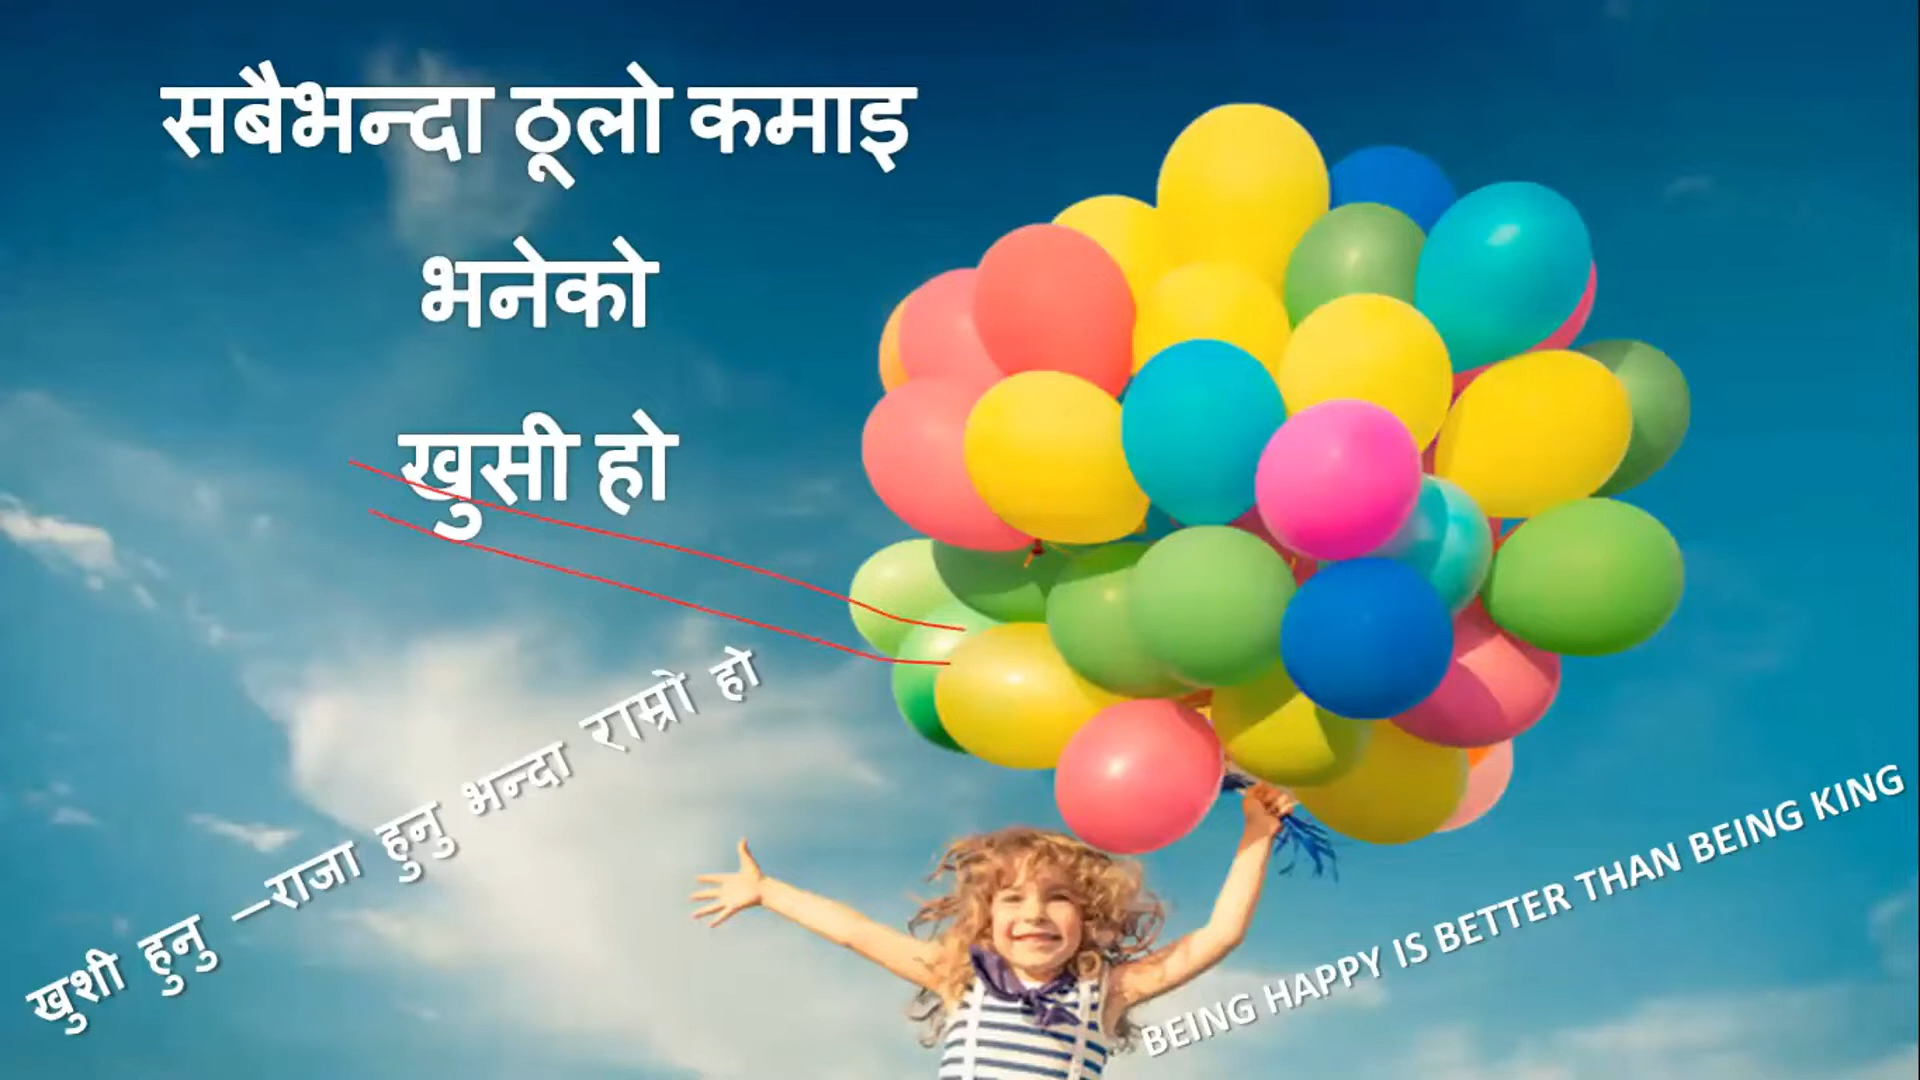 सबैभन्दा ठूलो कमाइ
भनेको
खुसी हो
खुशी हुनु –राजा हुनु भन्दा राम्रो हो
BEING HAPPY IS BETTER THAN BEING KING